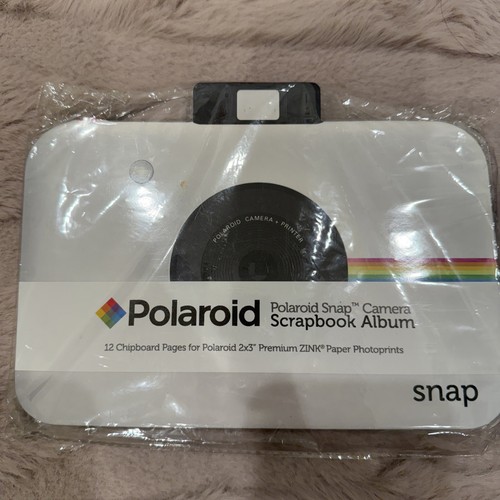 POLAROID CAMERA + PRINTER
Polaroid
Polaroid Snap™ Camera
Scrapbook Album
12 Chipboard Pages for Polaroid 2x3" Premium ZINK® Paper Photoprints
snap